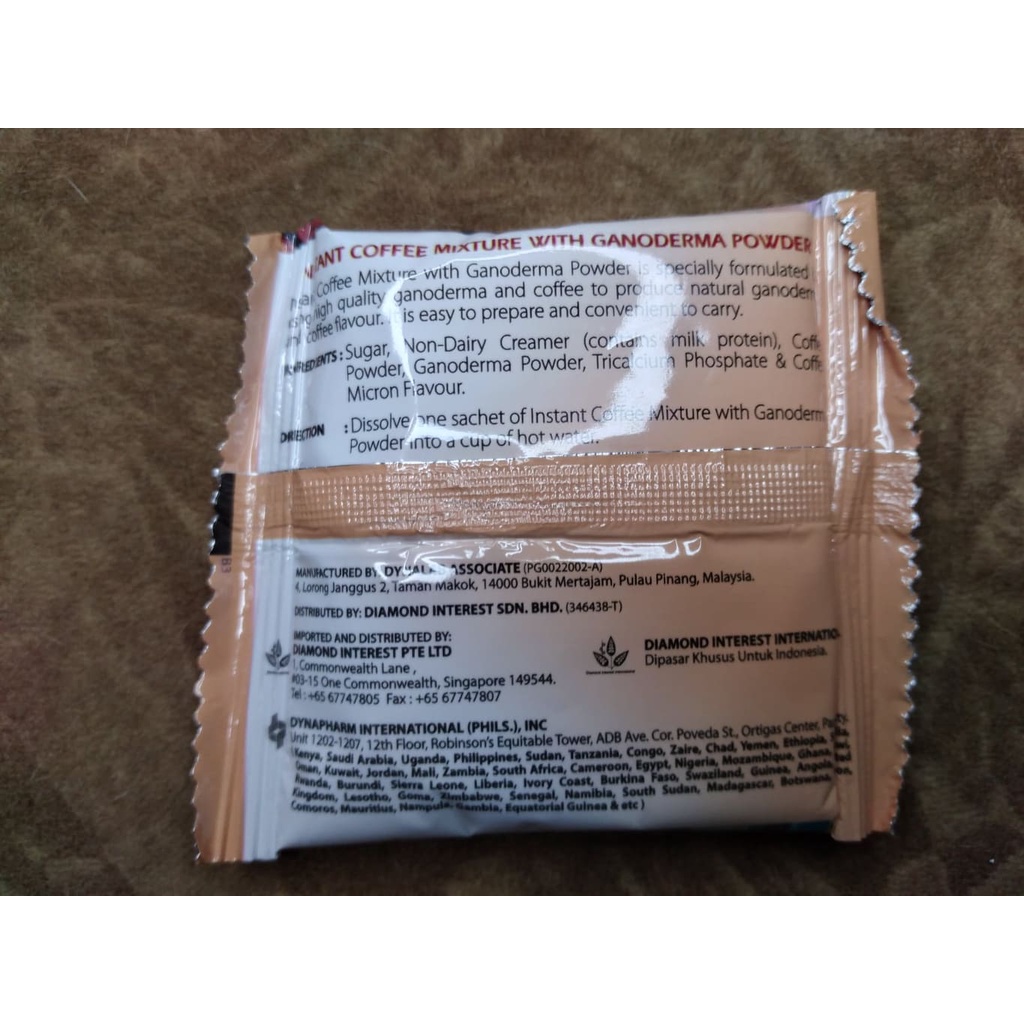 INSTANT COFFEE MIXTURE WITH GANODERMA POWDER
Coffee Mixture with Ganoderma Powder is specially formulated
high quality ganoderma and coffee to produce natural
coffee flavour. It is easy to prepare and convenient to carry.
INGREDIENTS : Sugar, Non-Dairy Creamer (contains milk protein),
Powder, Ganoderma Powder, Tricalcium Phosphate &
Micron Flavour.
DIRECTION : Dissolve one sachet of Instant Coffee Mixture with
Powder into a cup of hot water.
MANUFACTURED BY: DYNALAB ASSOCIATE (PG0022002-A)
4, Lorong Janggus 2, Taman Makok, 14000 Bukit Mertajam, Pulau Pinang, Malaysia.
DISTRIBUTED BY: DIAMOND INTEREST SDN. BHD. (346438-T)
IMPORTED AND DISTRIBUTED BY:
DIAMOND INTEREST PTE LTD
1, Commonwealth Lane ,
#03-15 One Commonwealth, Singapore 149544.
Tel : +65 67747805 Fax : +65 67747807
DIAMOND INTEREST
Dipasar Khusus Untuk Indonesia.
DYNAPHARM INTERNATIONAL (PHILS.), INC
Unit 1202-1207, 12th Floor, Robinson's Equitable Tower, ADB Ave. Cor. Poveda St., Ortigas Center,
(Kenya, Saudi Arabia, Uganda, Philippines, Sudan, Tanzania, Congo, Zaire, Chad, Yemen, Ethiopia,
Oman, Kuwait, Jordan, Mali, Zambia, South Africa, Cameroon, Egypt, Nigeria, Mozambique, Ghana,
Rwanda, Burundi, Sierra Leone, Liberia, Ivory Coast, Burkina Faso, Swaziland, Guinea, Angola,
Kingdom, Lesotho, Goma, Zimbabwe, Senegal, Namibia, South Sudan, Madagascar, Botswana,
Comoros, Mauritius, Nampula, Gambia, Equatorial Guinea & etc )